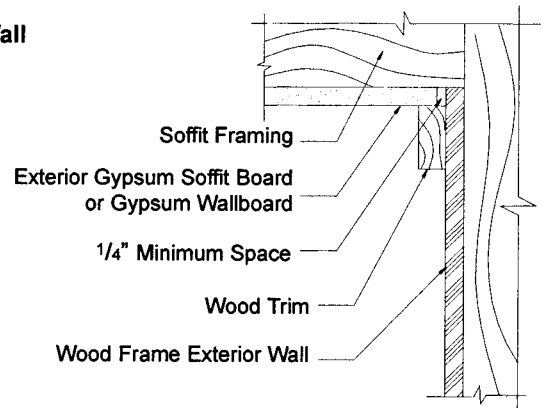 Soffit Framing
Exterior Gypsum Soffit Board
or Gypsum Wallboard
1/4" Minimum Space
Wood Trim
Wood Frame Exterior Wall